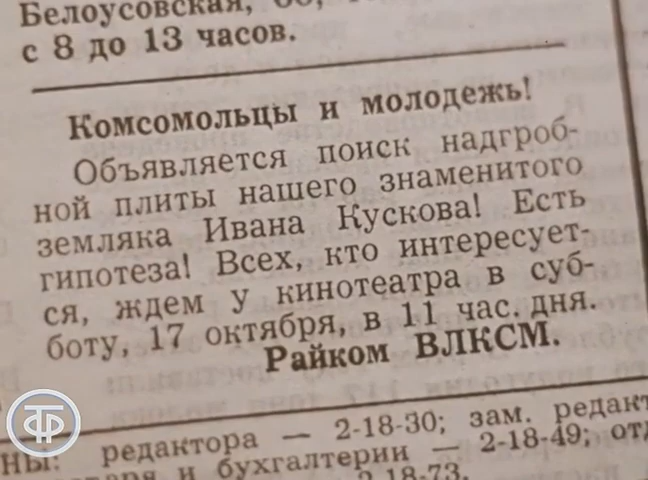 Белоусовская,
с 8 до 13 часов.
Комсомольцы и молодежь!
Объявляется поиск надгроб-
ной плиты нашего знаменитого
земляка Ивана Кускова! Есть
гипотеза! Всех, кто интересует-
ся, ждем у кинотеатра в суб-
боту, 17 октября, в 11 час. дня.
Райком ВЛКСМ.
редактора — 2-18-30; зам. редакт
и бухгалтерии — 2-18-49; от
2-18-73.